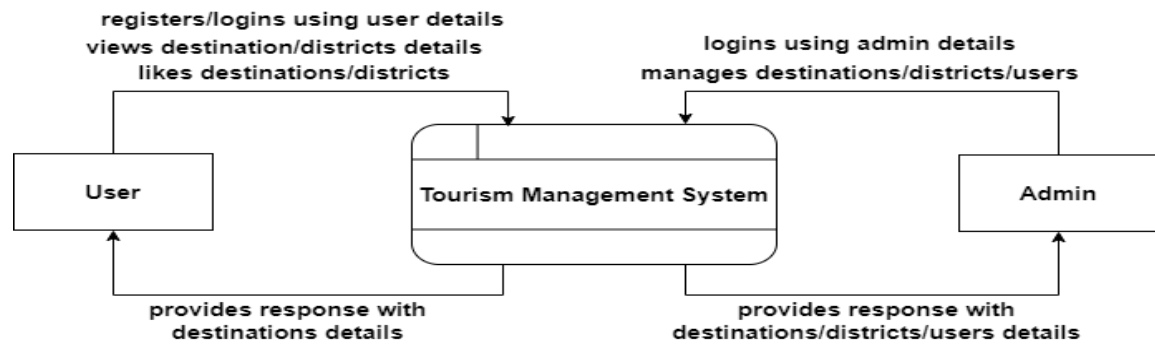 registers/logins using user details
views destination/districts details
likes destinations/districts
logins using admin details
manages destinations/districts/users
User
Tourism Management System
Admin
provides response with
destinations details
provides response with
destinations/districts/users details